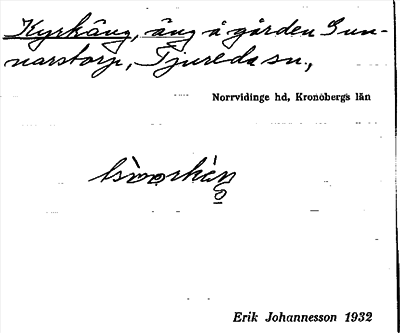 Kyrkäng, äng å gården Gun-
narstorp, Tjureda sn,
Norrvidinge hd, Kronobergs län
Erik Johannesson 1932